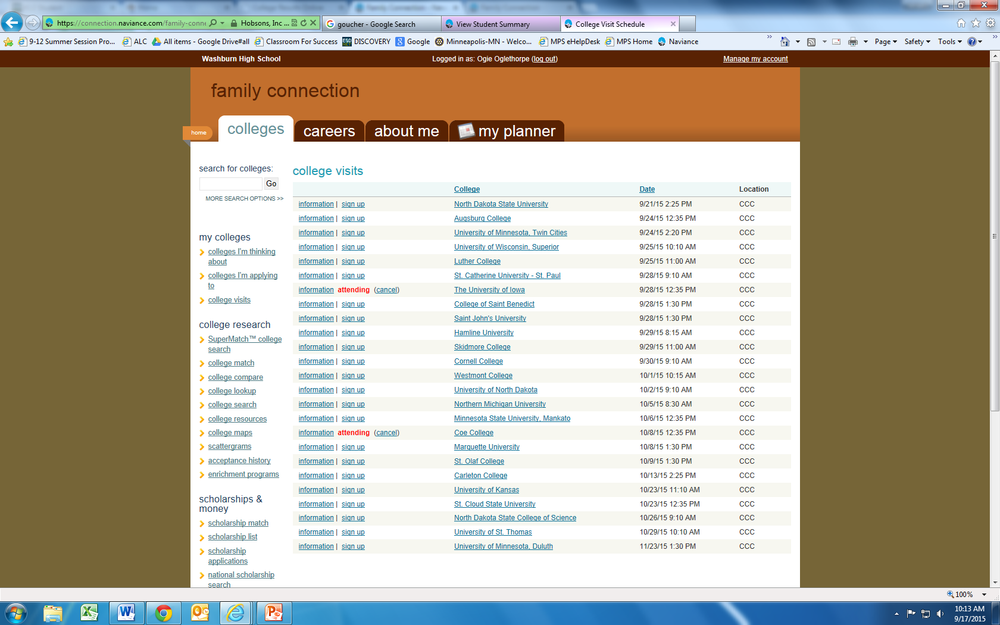 https://connection.naviance.com/family-conne
Hobsons, Inc ...
goucher - Google Search
View Student Summary
College Visit Schedule
9-12 Summer Session Pro...
ALC
All items - Google Drive#all
Classroom For Success
DISCOVERY
Google
Minneapolis-MN - Welco...
MPS eHelpDesk
MPS Home
Naviance
Page
Safety
Tools
Washburn High School
Logged in as: Ogie Oglethorpe (log out)
Manage my account
family connection
home
colleges
careers
about me
my planner
search for colleges:
Go
MORE SEARCH OPTIONS >>
my colleges
colleges I'm thinking
about
colleges I'm applying
to
college visits
college research
SuperMatch™ college
search
college match
college compare
college lookup
college search
college resources
college maps
scattergrams
acceptance history
enrichment programs
scholarships &
money
scholarship match
scholarship list
scholarship
applications
national scholarship
search
college visits
College Date Location
information | sign up North Dakota State University 9/21/15 2:25 PM CCC
information | sign up Augsburg College 9/24/15 12:35 PM CCC
information | sign up University of Minnesota, Twin Cities 9/24/15 2:20 PM CCC
information | sign up University of Wisconsin, Superior 9/25/15 10:10 AM CCC
information | sign up Luther College 9/25/15 11:00 AM CCC
information | sign up St. Catherine University - St. Paul 9/28/15 9:10 AM CCC
information attending (cancel) The University of Iowa 9/28/15 12:35 PM CCC
information | sign up College of Saint Benedict 9/28/15 1:30 PM CCC
information | sign up Saint John's University 9/28/15 1:30 PM CCC
information | sign up Hamline University 9/29/15 8:15 AM CCC
information | sign up Skidmore College 9/29/15 11:00 AM CCC
information | sign up Cornell College 9/30/15 9:10 AM CCC
information | sign up Westmont College 10/1/15 10:15 AM CCC
information | sign up University of North Dakota 10/2/15 9:10 AM CCC
information | sign up Northern Michigan University 10/5/15 8:30 AM CCC
information | sign up Minnesota State University, Mankato 10/6/15 12:35 PM CCC
information attending (cancel) Coe College 10/8/15 12:35 PM CCC
information | sign up Marquette University 10/8/15 1:30 PM CCC
information | sign up St. Olaf College 10/9/15 1:30 PM CCC
information | sign up Carleton College 10/13/15 2:25 PM CCC
information | sign up University of Kansas 10/23/15 11:10 AM CCC
information | sign up St. Cloud State University 10/23/15 12:35 PM CCC
information | sign up North Dakota State College of Science 10/26/15 9:10 AM CCC
information | sign up University of St. Thomas 10/29/15 10:10 AM CCC
information | sign up University of Minnesota, Duluth 11/23/15 1:30 PM CCC
100%
10:13 AM
9/17/2015